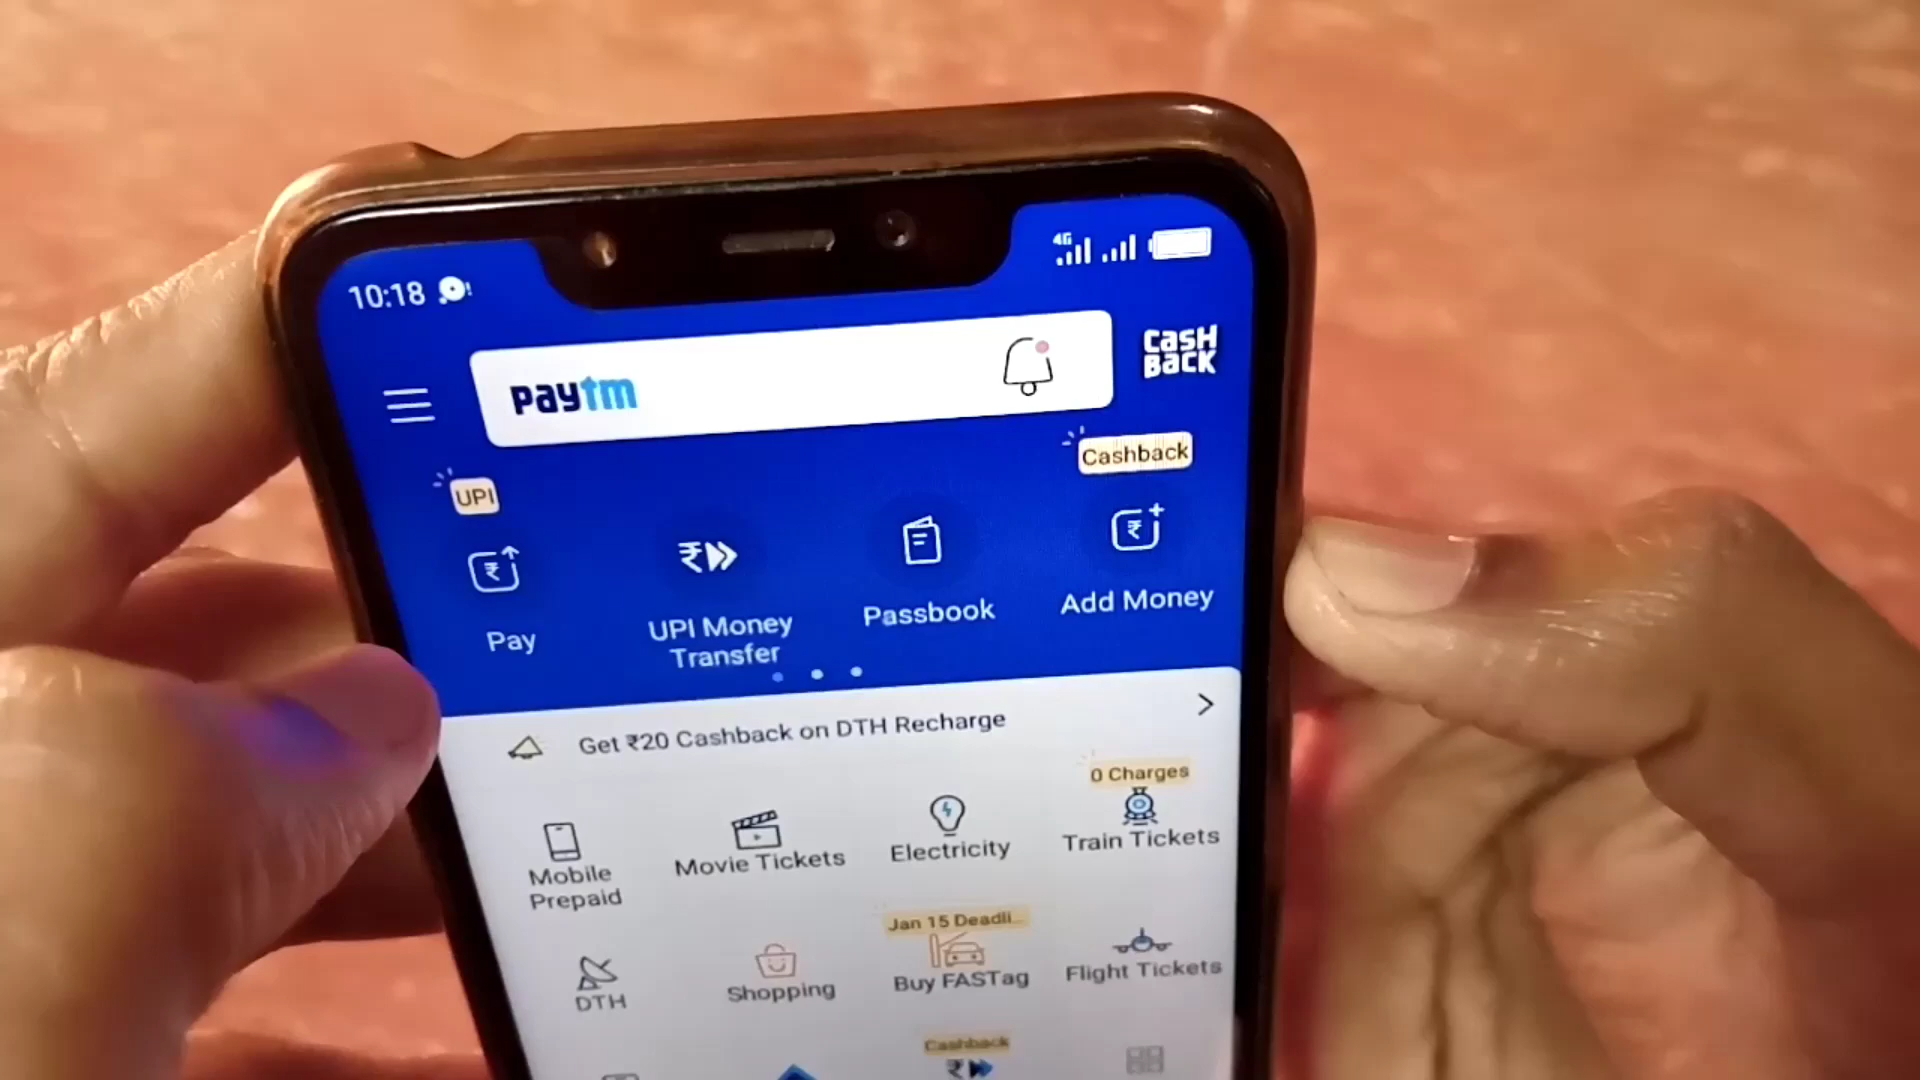 10:18
4G
paytm
CASH
BACK
UPI
Cashback
Pay
UPI Money
Transfer
Passbook
Add Money
Get ₹20 Cashback on DTH Recharge
0 Charges
Mobile
Prepaid
Movie Tickets
Electricity
Train Tickets
Jan 15 Deadli...
DTH
Shopping
Buy FASTag
Flight Tickets
Cashback